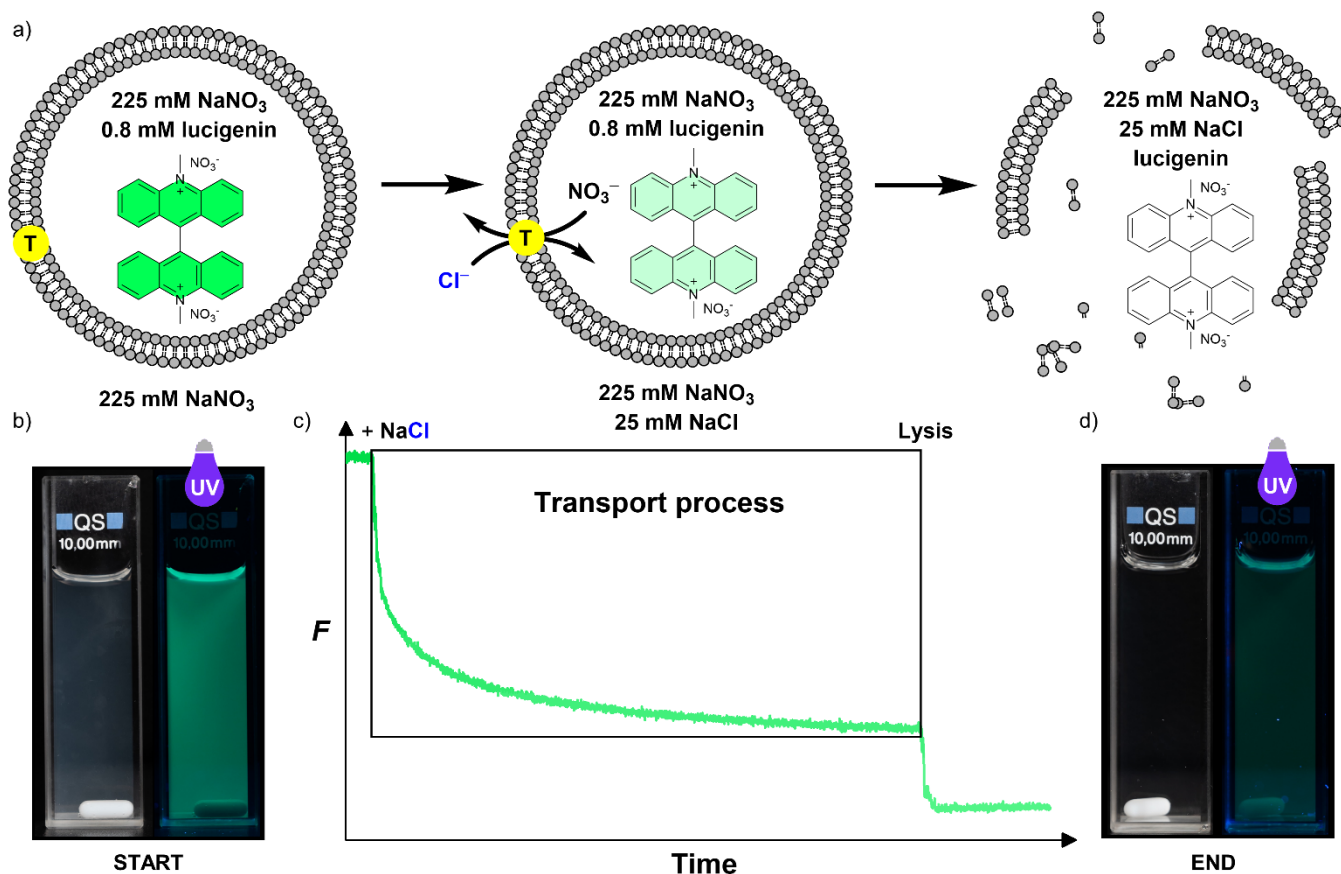 a)
225 mM NaNO₃
0.8 mM lucigenin
N
+
NO₃⁻
+
N
NO₃⁻
T
225 mM NaNO₃
225 mM NaNO₃
0.8 mM lucigenin
N
+
NO₃⁻
T
Cl⁻
+
N
NO₃⁻
225 mM NaNO₃
25 mM NaCl
225 mM NaNO₃
25 mM NaCl
lucigenin
N
NO₃⁻
+
+
N
NO₃⁻
b)
UV
QS
10,00mm
QS
10,00mm
START
c)
+ NaCl
Lysis
Transport process
F
Time
d)
UV
QS
10,00mm
QS
10,00mm
END